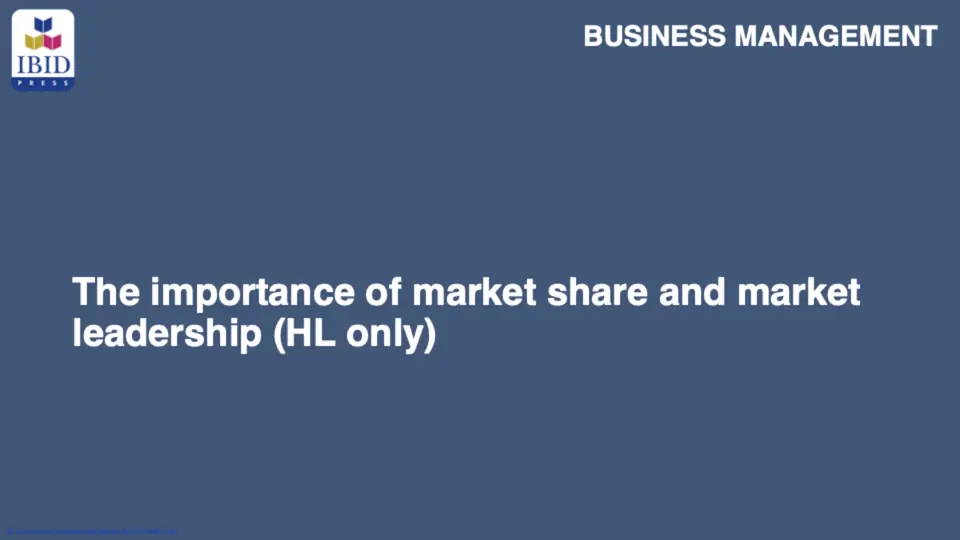 IBID
PRESS
BUSINESS MANAGEMENT
The importance of market share and market
leadership (HL only)